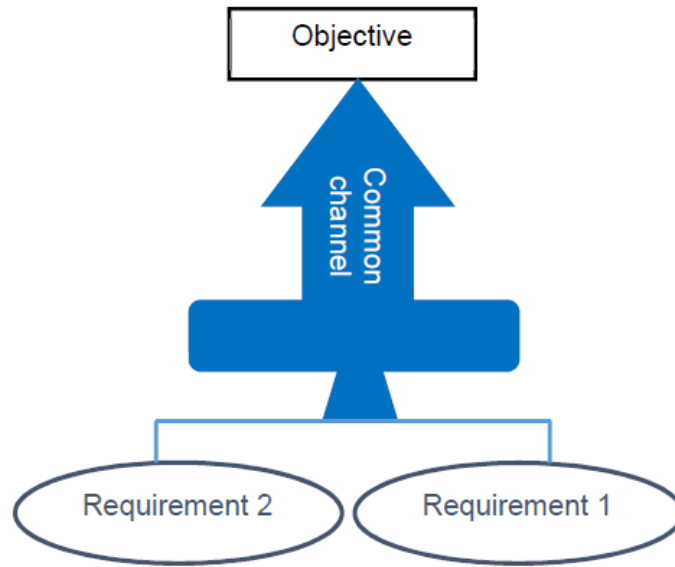 Objective
Common
channel
Requirement 2
Requirement 1